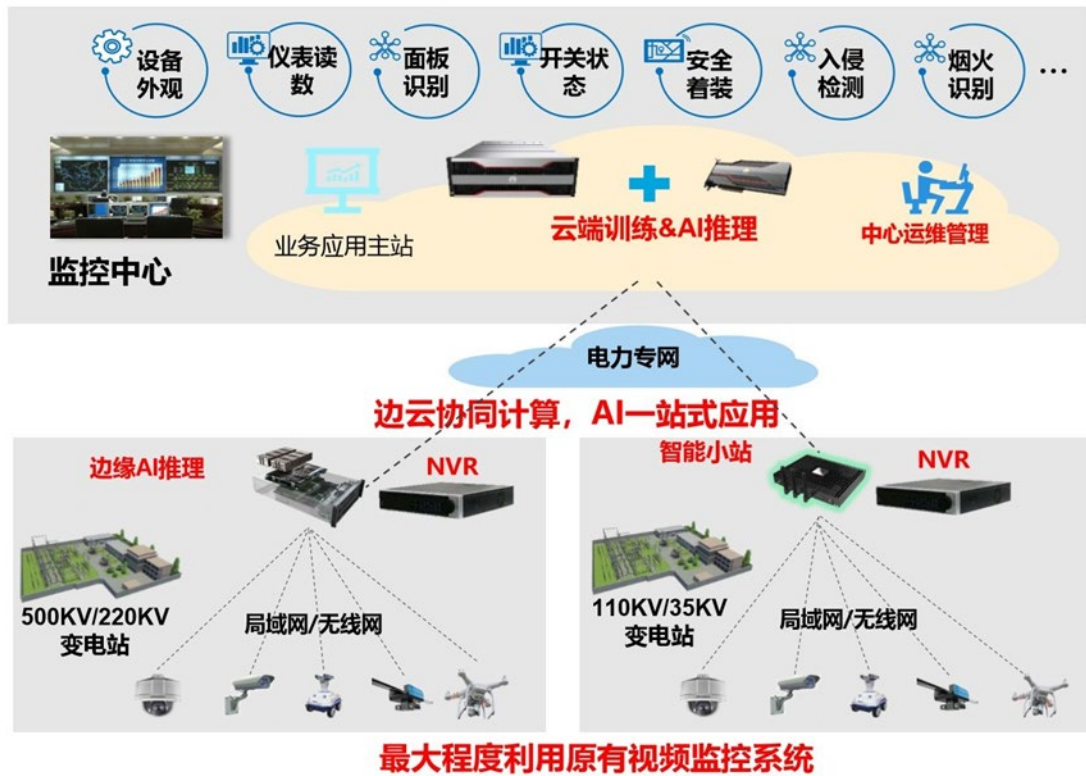 设备
外观
仪表读
数
面板
识别
开关状
态
安全
着装
入侵
检测
烟火
识别
...
业务应用主站
云端训练&AI推理
中心运维管理
监控中心
电力专网
边云协同计算，AI一站式应用
边缘AI推理
NVR
500KV/220KV
变电站
局域网/无线网
智能小站
NVR
110KV/35KV
变电站
局域网/无线网
最大程度利用原有视频监控系统